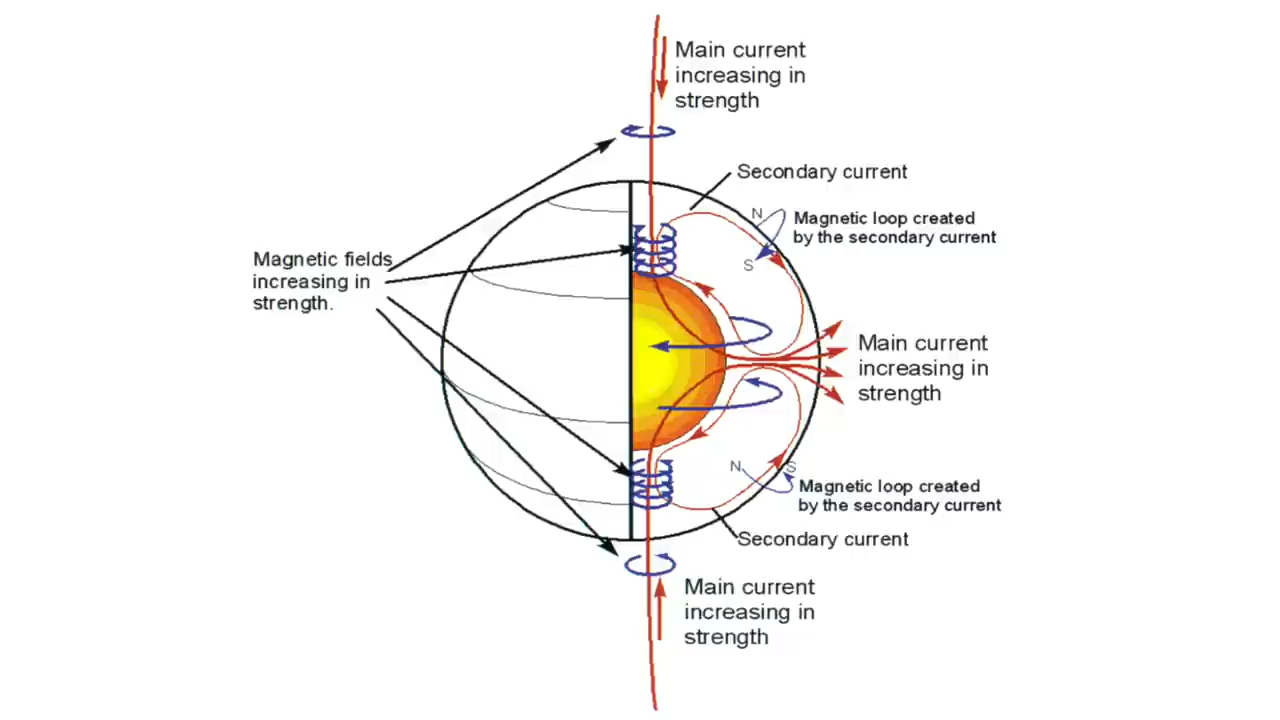 Main current
increasing in
strength
Secondary current
N
Magnetic loop created
by the secondary current
S
Magnetic fields
increasing in
strength.
Main current
increasing in
strength
N
S
Magnetic loop created
by the secondary current
Secondary current
Main current
increasing in
strength